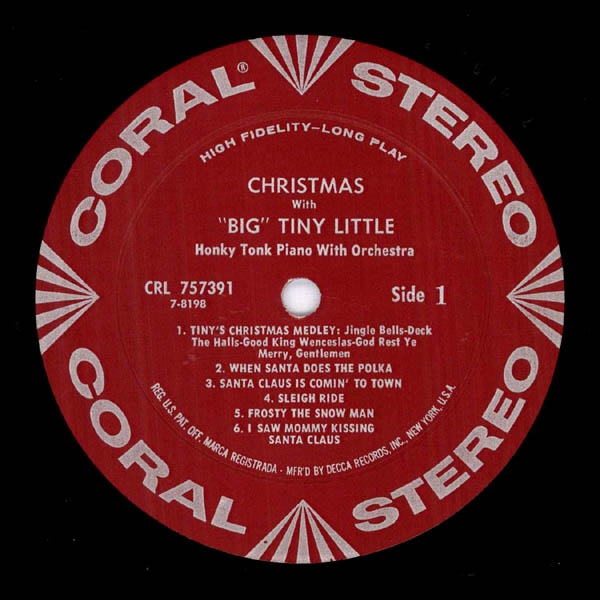 CORAL® STEREO
HIGH FIDELITY–LONG PLAY
CHRISTMAS
With
"BIG" TINY LITTLE
Honky Tonk Piano With Orchestra
CRL 757391
7-8198
Side 1
1. TINY'S CHRISTMAS MEDLEY: Jingle Bells-Deck
The Halls-Good King Wenceslas-God Rest Ye
Merry, Gentlemen
2. WHEN SANTA DOES THE POLKA
3. SANTA CLAUS IS COMIN' TO TOWN
4. SLEIGH RIDE
5. FROSTY THE SNOW MAN
6. I SAW MOMMY KISSING
SANTA CLAUS
REG. U.S. PAT. OFF. MARCA REGISTRADA - MFR'D BY DECCA RECORDS, INC., NEW YORK, U.S.A.
CORAL STEREO